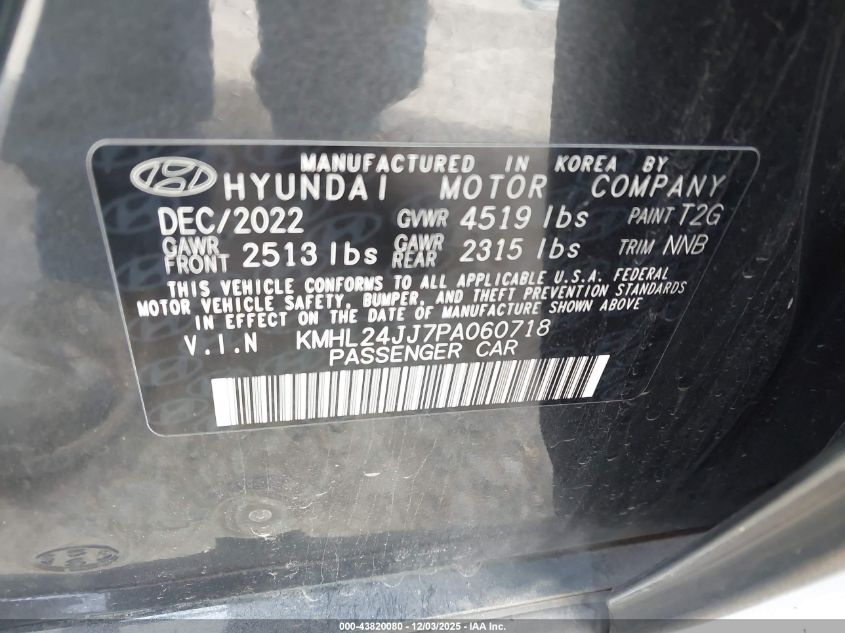 MANUFACTURED IN KOREA BY
HYUNDAI MOTOR COMPANY
DEC/2022 GVWR 4519 lbs PAINT T2G
GAWR FRONT 2513 lbs GAWR REAR 2315 lbs TRIM NNB
THIS VEHICLE CONFORMS TO ALL APPLICABLE U.S.A. FEDERAL
MOTOR VEHICLE SAFETY, BUMPER, AND THEFT PREVENTION STANDARDS
IN EFFECT ON THE DATE OF MANUFACTURE SHOWN ABOVE
V.I.N KMHL24JJ7PA060718
PASSENGER CAR
000-43820080 - 12/03/2025 - IAA Inc.